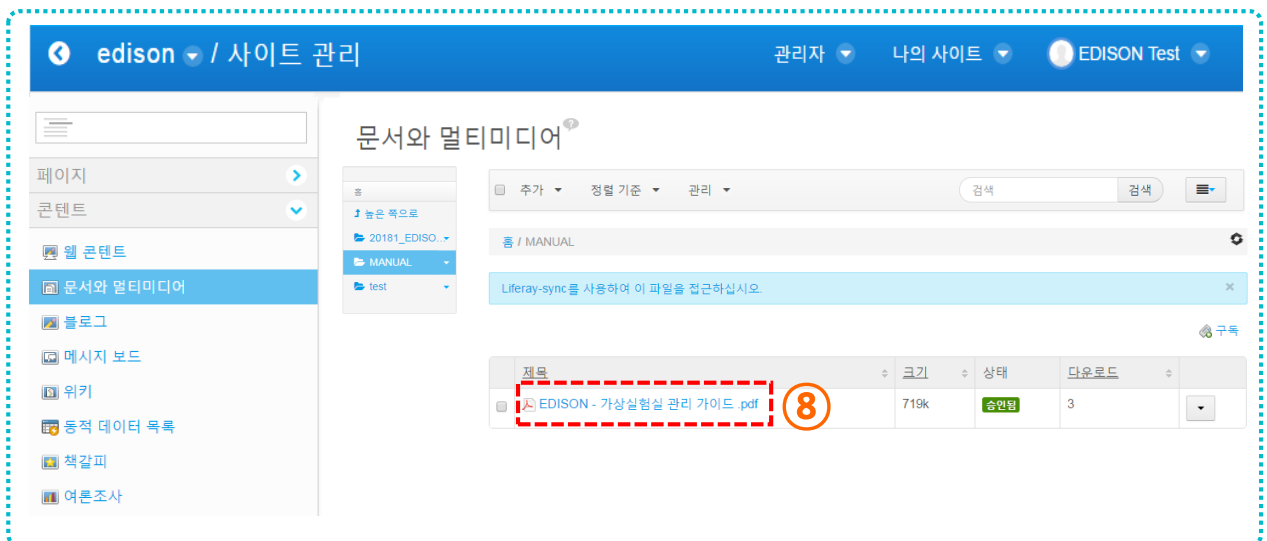 edison / 사이트 관리
관리자 나의 사이트 EDISON Test
페이지
콘텐트
웹 콘텐트
문서와 멀티미디어
블로그
메시지 보드
위키
동적 데이터 목록
책갈피
여론조사
문서와 멀티미디어
홈
높은 쪽으로
20181_EDISO...
MANUAL
test
추가 정렬 기준 관리 검색 검색
홈 / MANUAL
Liferay-sync를 사용하여 이 파일을 접근하십시오. ×
구독
제목 크기 상태 다운로드
EDISON - 가상실험실 관리 가이드 .pdf 719k 승인됨 3
⑧